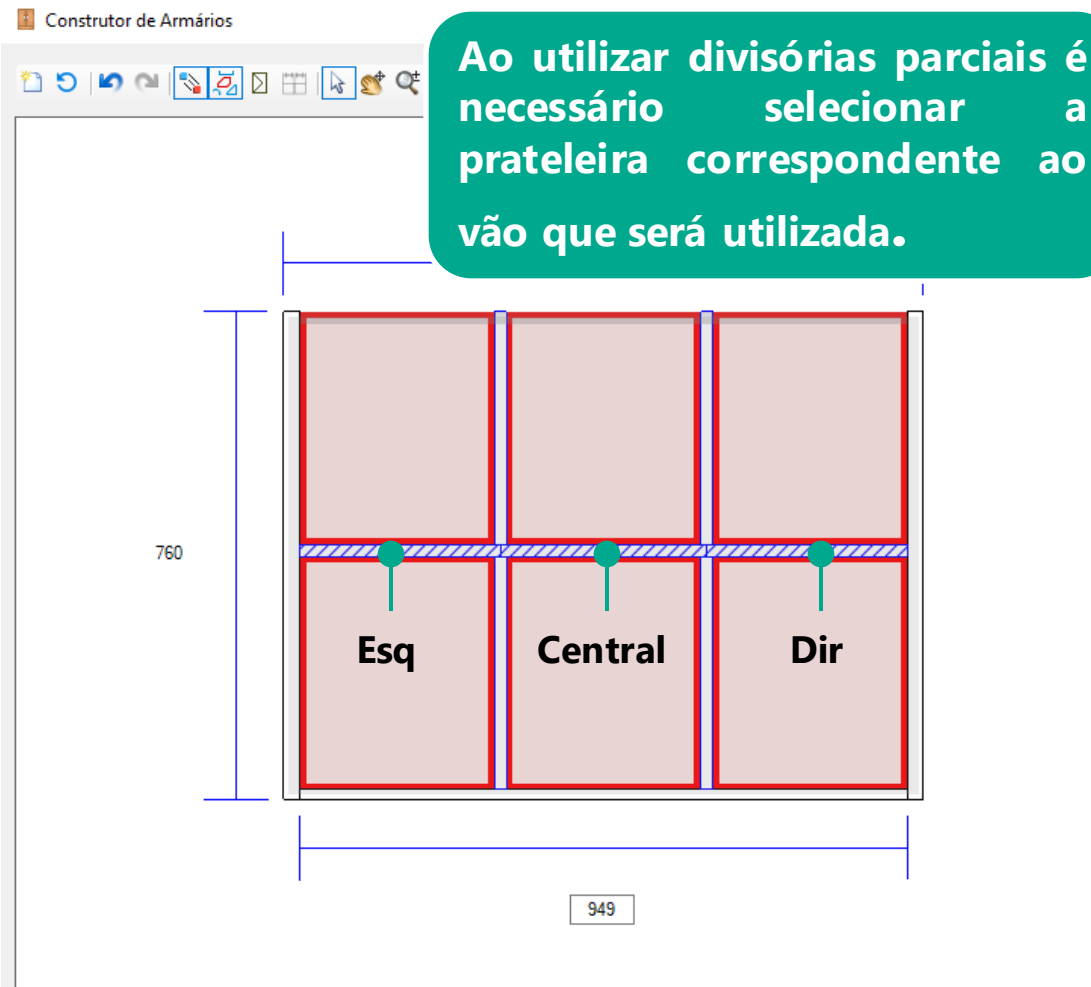 Construtor de Armários
Ao utilizar divisórias parciais é
necessário selecionar a
prateleira correspondente ao
vão que será utilizada.
760
Esq Central Dir
949